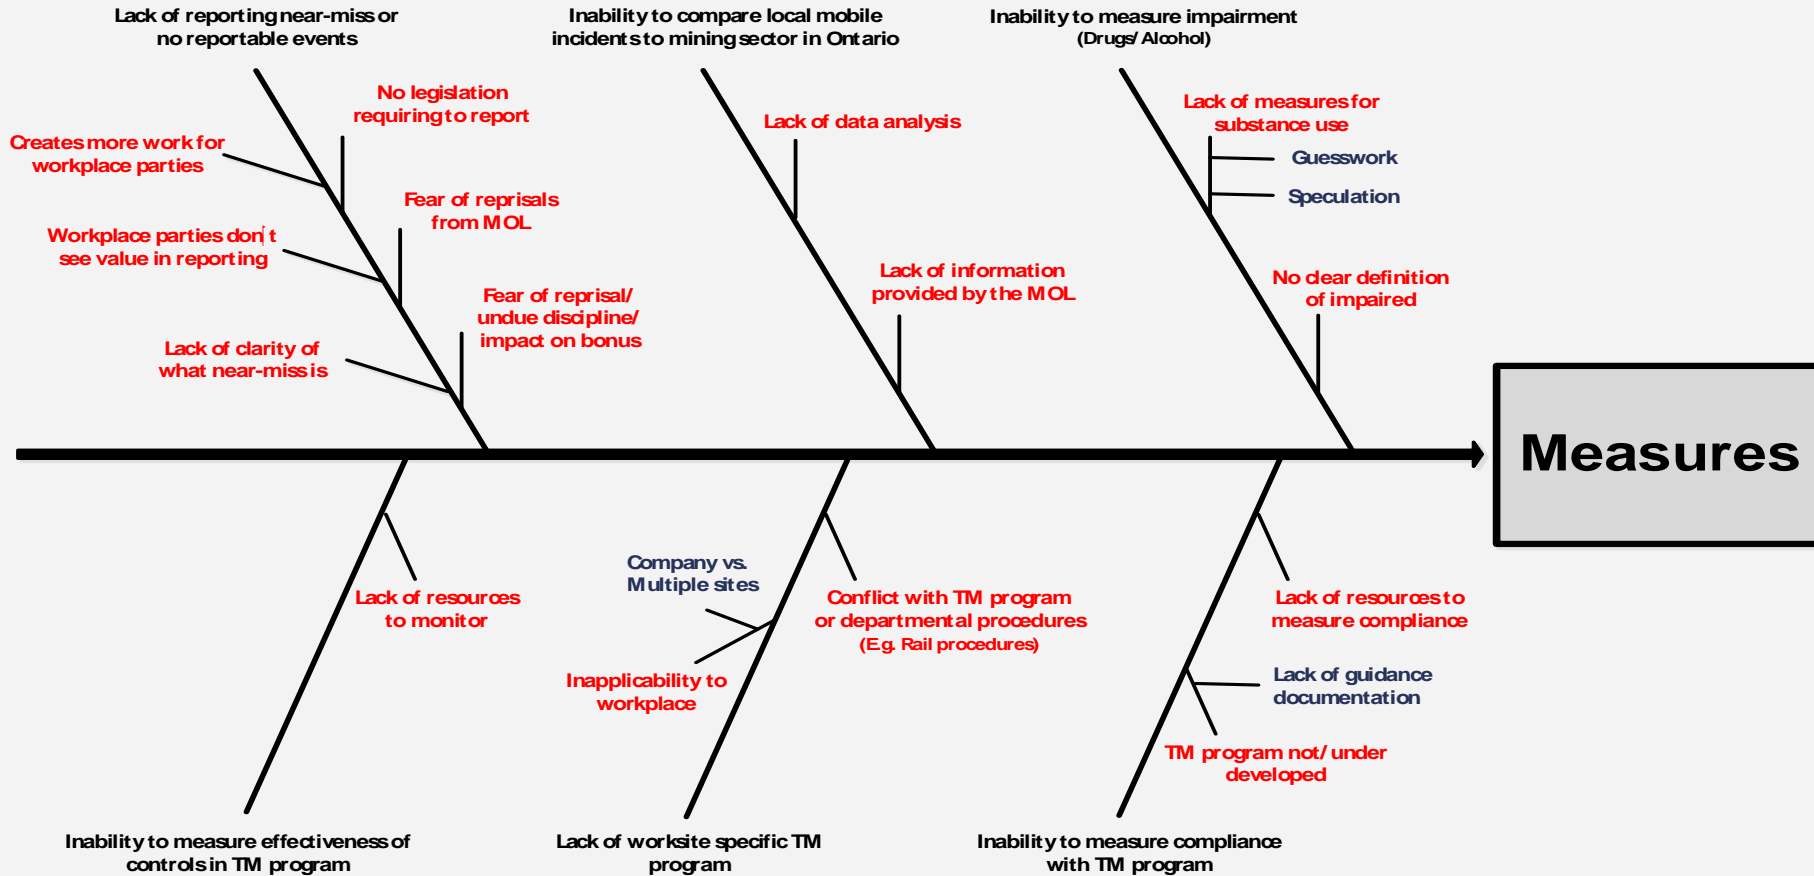 Lack of reporting near-miss or
no reportable events
Inability to compare local mobile
incidents to mining sector in Ontario
Inability to measure impairment
(Drugs/Alcohol)
No legislation
requiring to report
Creates more work for
workplace parties
Fear of reprisals
from MOL
Workplace parties don't
see value in reporting
Fear of reprisal/
undue discipline/
impact on bonus
Lack of clarity of
what near-miss is
Lack of data analysis
Lack of information
provided by the MOL
Lack of measures for
substance use
Guesswork
Speculation
No clear definition
of impaired
Measures
Lack of resources
to monitor
Company vs.
Multiple sites
Inapplicability to
workplace
Conflict with TM program
or departmental procedures
(E.g. Rail procedures)
Lack of resources to
measure compliance
Lack of guidance
documentation
TM program not/ under
developed
Inability to measure effectiveness of
controls in TM program
Lack of worksite specific TM
program
Inability to measure compliance
with TM program